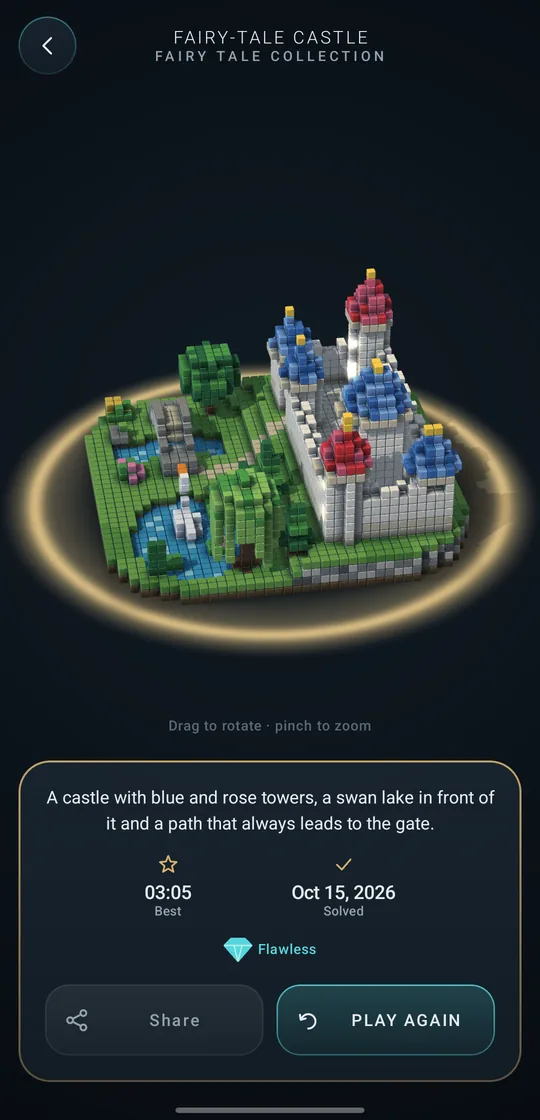 FAIRY-TALE CASTLE
FAIRY TALE COLLECTION
Drag to rotate · pinch to zoom
A castle with blue and rose towers, a swan lake in front of
it and a path that always leads to the gate.
03:05
Best
Oct 15, 2026
Solved
Flawless
Share
PLAY AGAIN